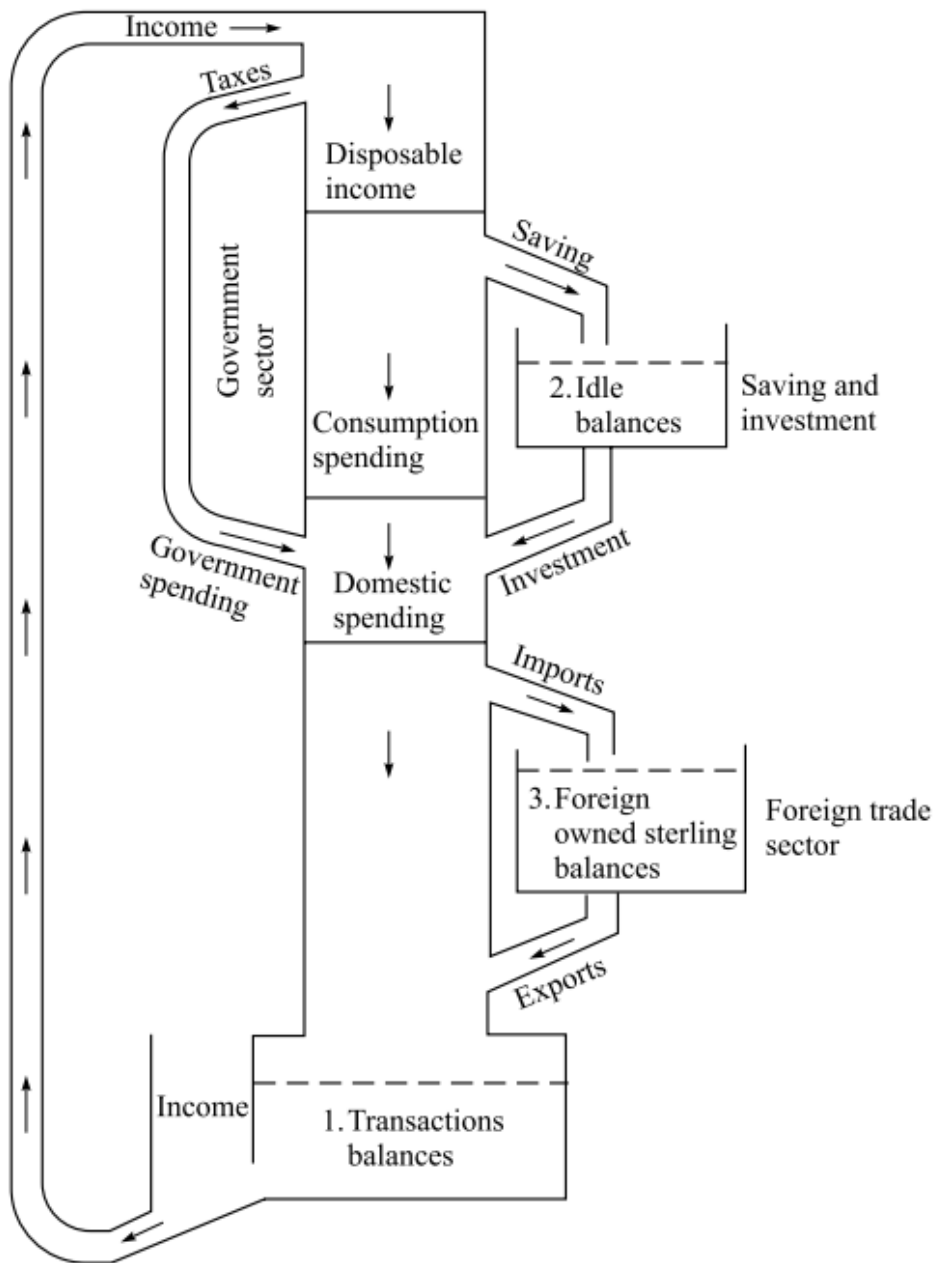 Income
Taxes
Disposable
income
Saving
Government
sector
2. Idle
balances
Saving and
investment
Consumption
spending
Government
spending
Domestic
spending
Investment
Imports
3. Foreign
owned sterling
balances
Foreign trade
sector
Exports
Income
1. Transactions
balances